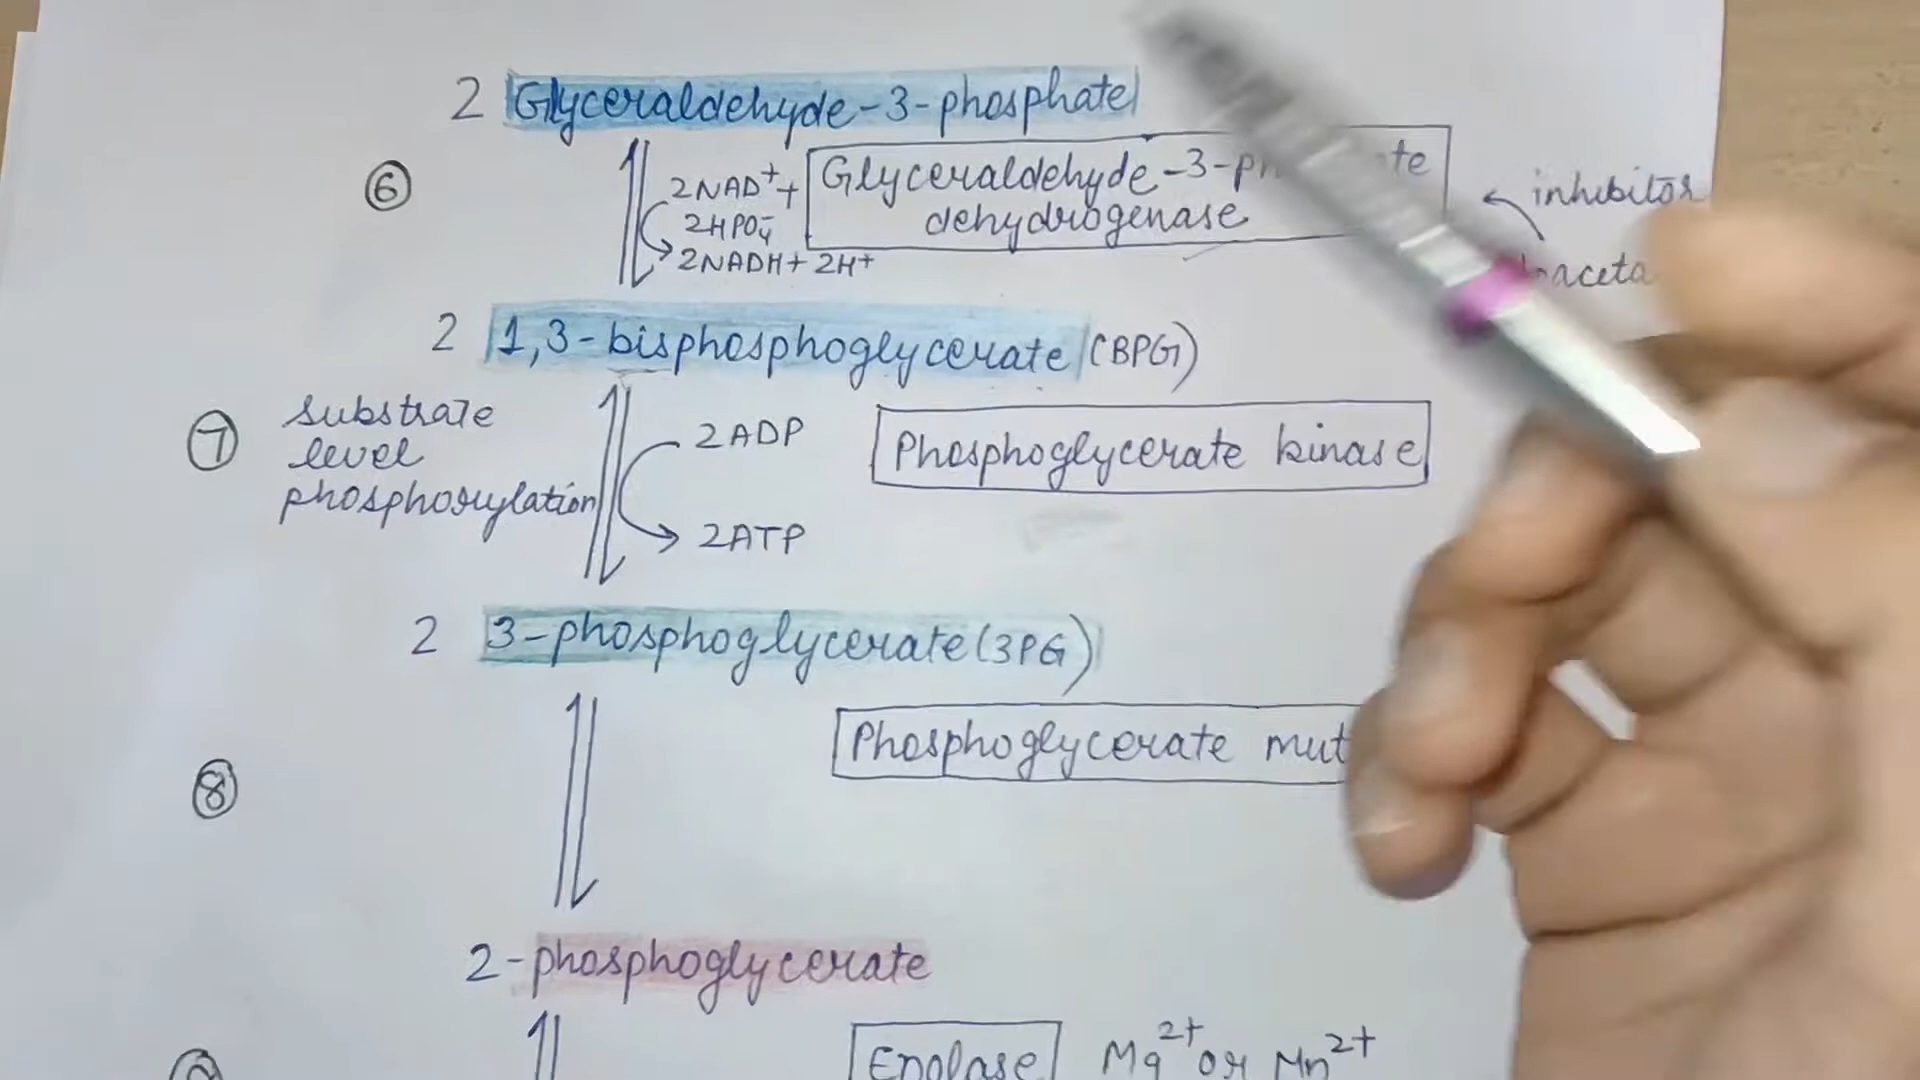 2 Glyceraldehyde-3-phosphate
6
2NAD+ +
2HPO4-
2NADH + 2H+
Glyceraldehyde-3-
dehydrogenase
inhibitor
2 1,3-bisphosphoglycerate (BPG)
7
substrate
level
phosphorylation
2ADP
2ATP
Phosphoglycerate kinase
2 3-phosphoglycerate (3PG)
8
Phosphoglycerate mut
2-phosphoglycerate
Enolase
Mg2+ or Mn2+